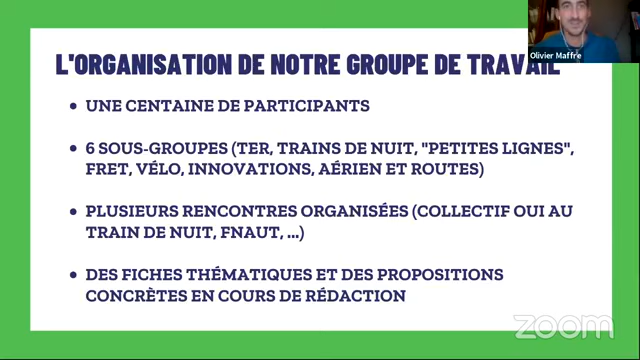 L'ORGANISATION DE NOTRE GROUPE DE TRAVAIL
Olivier Maffre
• UNE CENTAINE DE PARTICIPANTS
• 6 SOUS-GROUPES (TER, TRAINS DE NUIT, "PETITES LIGNES",
FRET, VÉLO, INNOVATIONS, AÉRIEN ET ROUTES)
• PLUSIEURS RENCONTRES ORGANISÉES (COLLECTIF OUI AU
TRAIN DE NUIT, FNAUT, ...)
• DES FICHES THÉMATIQUES ET DES PROPOSITIONS
CONCRÈTES EN COURS DE RÉDACTION
zoom